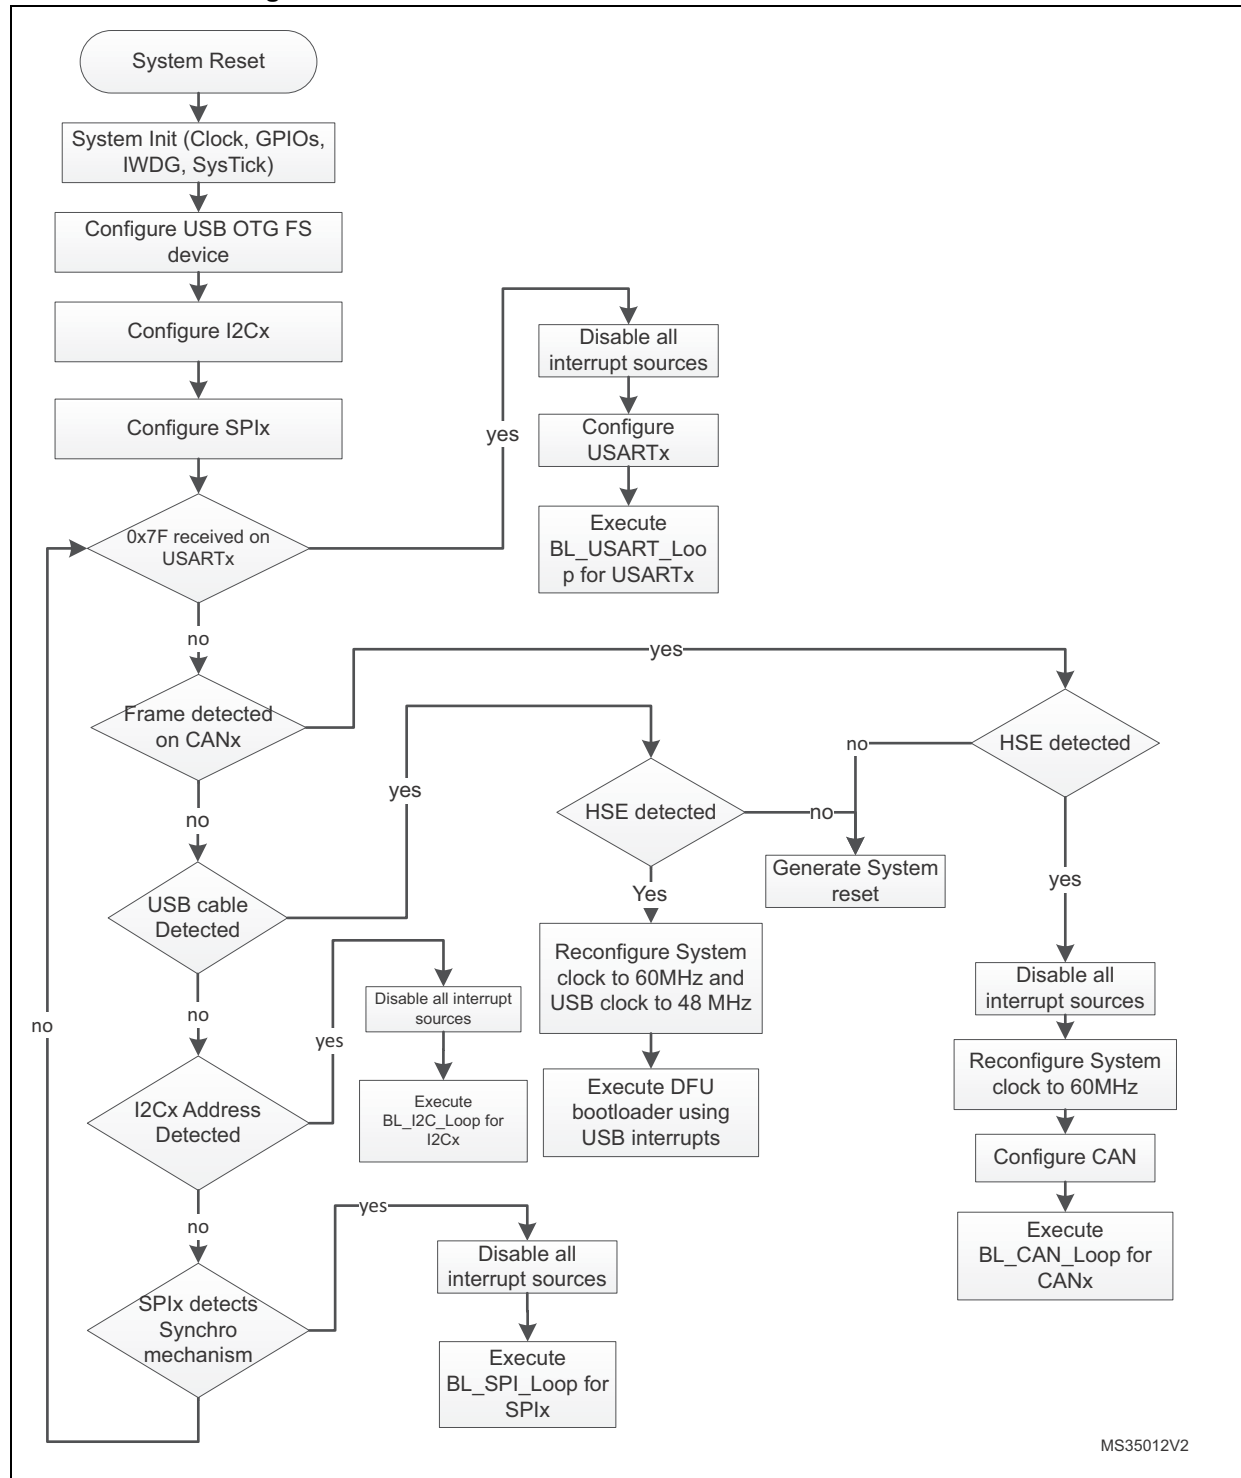 System Reset
System Init (Clock, GPIOs,
IWDG, SysTick)
Configure USB OTG FS
device
Configure I2Cx
Configure SPIx
0x7F received on
USARTx
yes
Disable all
interrupt sources
Configure
USARTx
Execute
BL_USART_Loo
p for USARTx
no
Frame detected
on CANx
yes
HSE detected
no
yes
Disable all
interrupt sources
Reconfigure System
clock to 60MHz
Configure CAN
Execute
BL_CAN_Loop for
CANx
no
USB cable
Detected
yes
HSE detected
no
Generate System
reset
Yes
Reconfigure System
clock to 60MHz and
USB clock to 48 MHz
Execute DFU
bootloader using
USB interrupts
no
I2Cx Address
Detected
yes
Disable all interrupt
sources
Execute
BL_I2C_Loop for
I2Cx
no
SPIx detects
Synchro
mechanism
yes
Disable all
interrupt sources
Execute
BL_SPI_Loop for
SPIx
no
MS35012V2